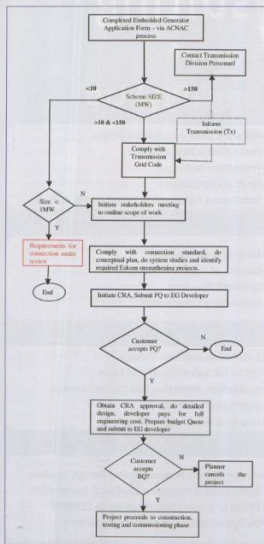 Completed Embedded Generator
Application Form – via ACNAC
process
Contact Transmission
Division Personnel
<10
Scheme SIZE
(MW)
>150
>10 & <150
Inform
Transmission (Tx)
Comply with
Transmission
Grid Code
Size <
1MW
N
Initiate stakeholders meeting
to outline scope of work
Y
Requirements for
connection under
review
End
Comply with connection standard, do
conceptual plan, do system studies and identify
required Eskom strengthening projects.
Initiate CRA, Submit FQ to EG Developer
Customer
accepts FQ?
N
End
Y
Obtain CRA approval, do detailed
design, developer pays for full
engineering cost. Prepare budget Quote
and submit to EG developer
Customer
accepts
BQ?
N
Planner
cancels the
project
Y
Project proceeds to construction,
testing and commissioning phase